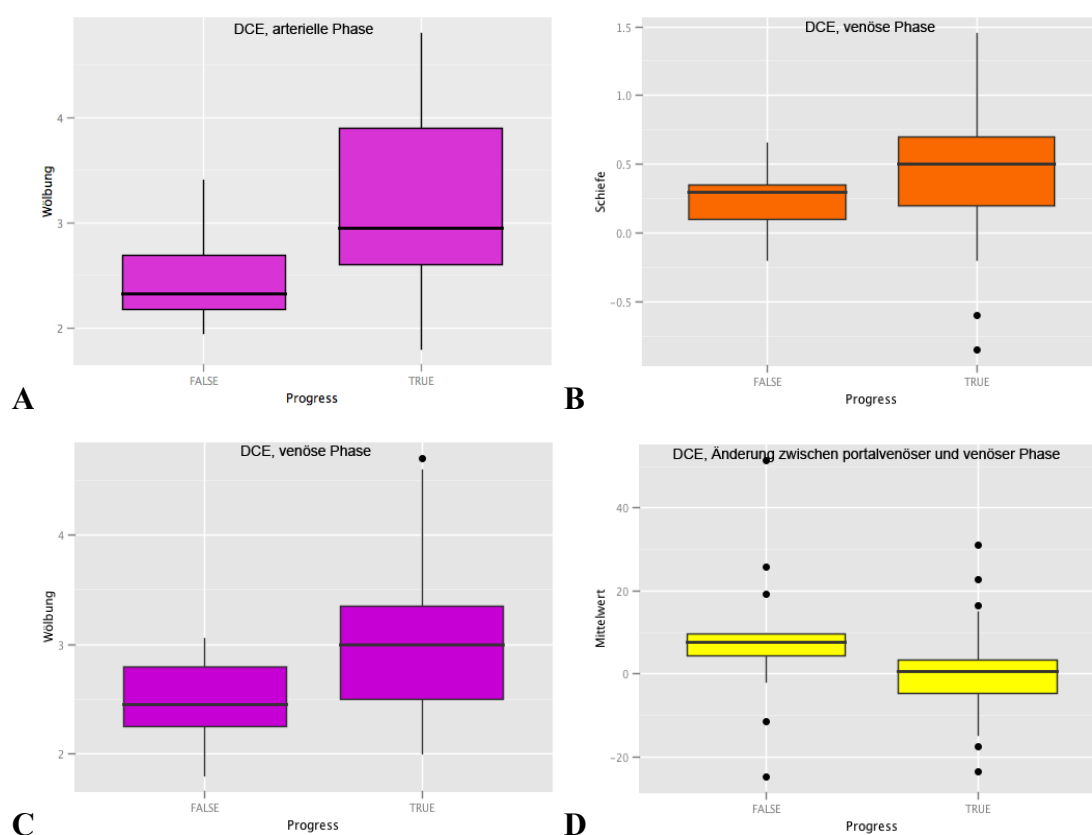 DCE, arterielle Phase
Wölbung
4
3
2
FALSE TRUE
Progress
A
DCE, venöse Phase
Schiefe
1.5
1.0
0.5
0.0
−0.5
FALSE TRUE
Progress
B
DCE, venöse Phase
Wölbung
4
3
2
FALSE TRUE
Progress
C
DCE, Änderung zwischen portalvenöser und venöser Phase
Mittelwert
40
20
0
−20
FALSE TRUE
Progress
D